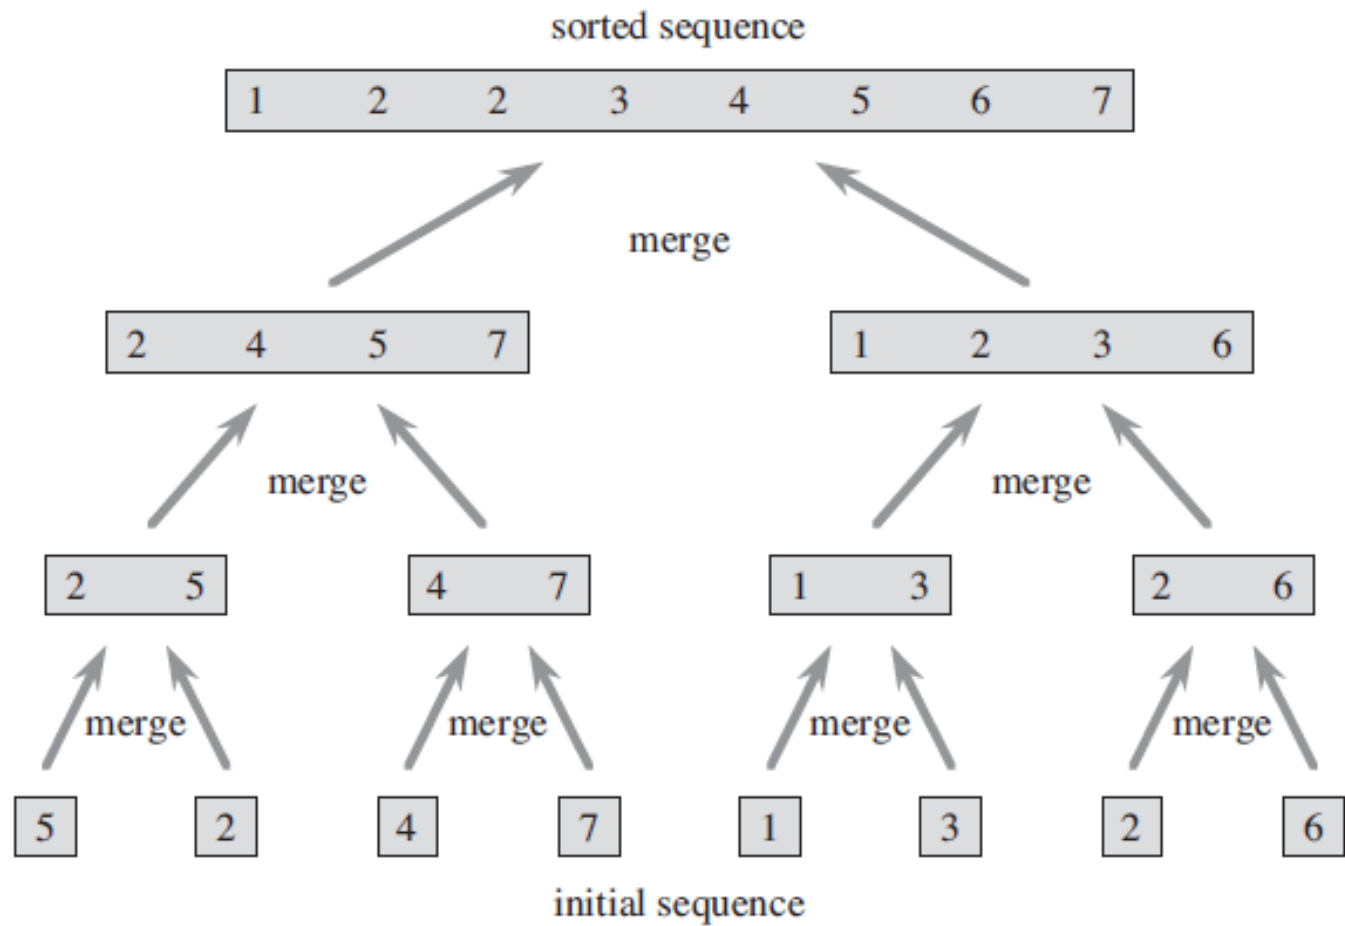 sorted sequence
1 2 2 3 4 5 6 7
merge
2 4 5 7 1 2 3 6
merge merge
2 5 4 7 1 3 2 6
merge merge merge merge
5 2 4 7 1 3 2 6
initial sequence